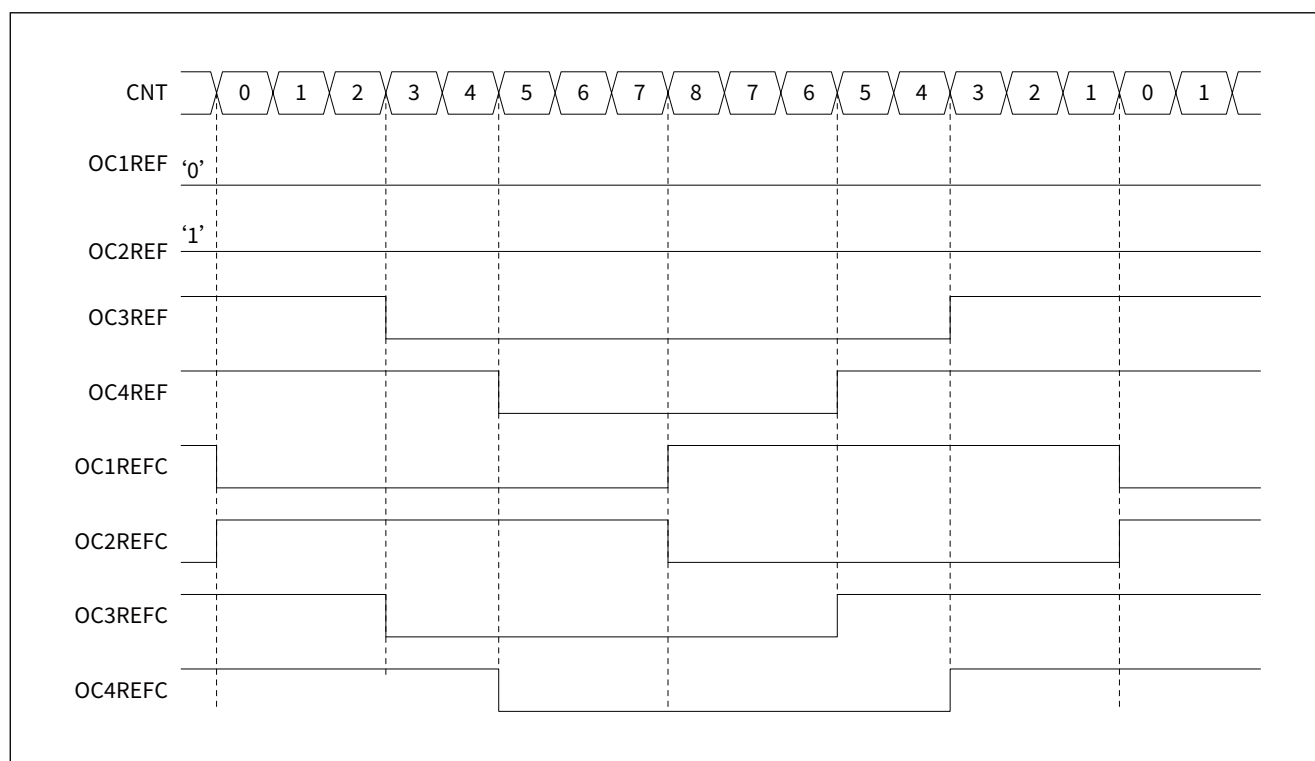 CNT 0 1 2 3 4 5 6 7 8 7 6 5 4 3 2 1 0 1
OC1REF ‘0’
OC2REF ‘1’
OC3REF
OC4REF
OC1REFC
OC2REFC
OC3REFC
OC4REFC